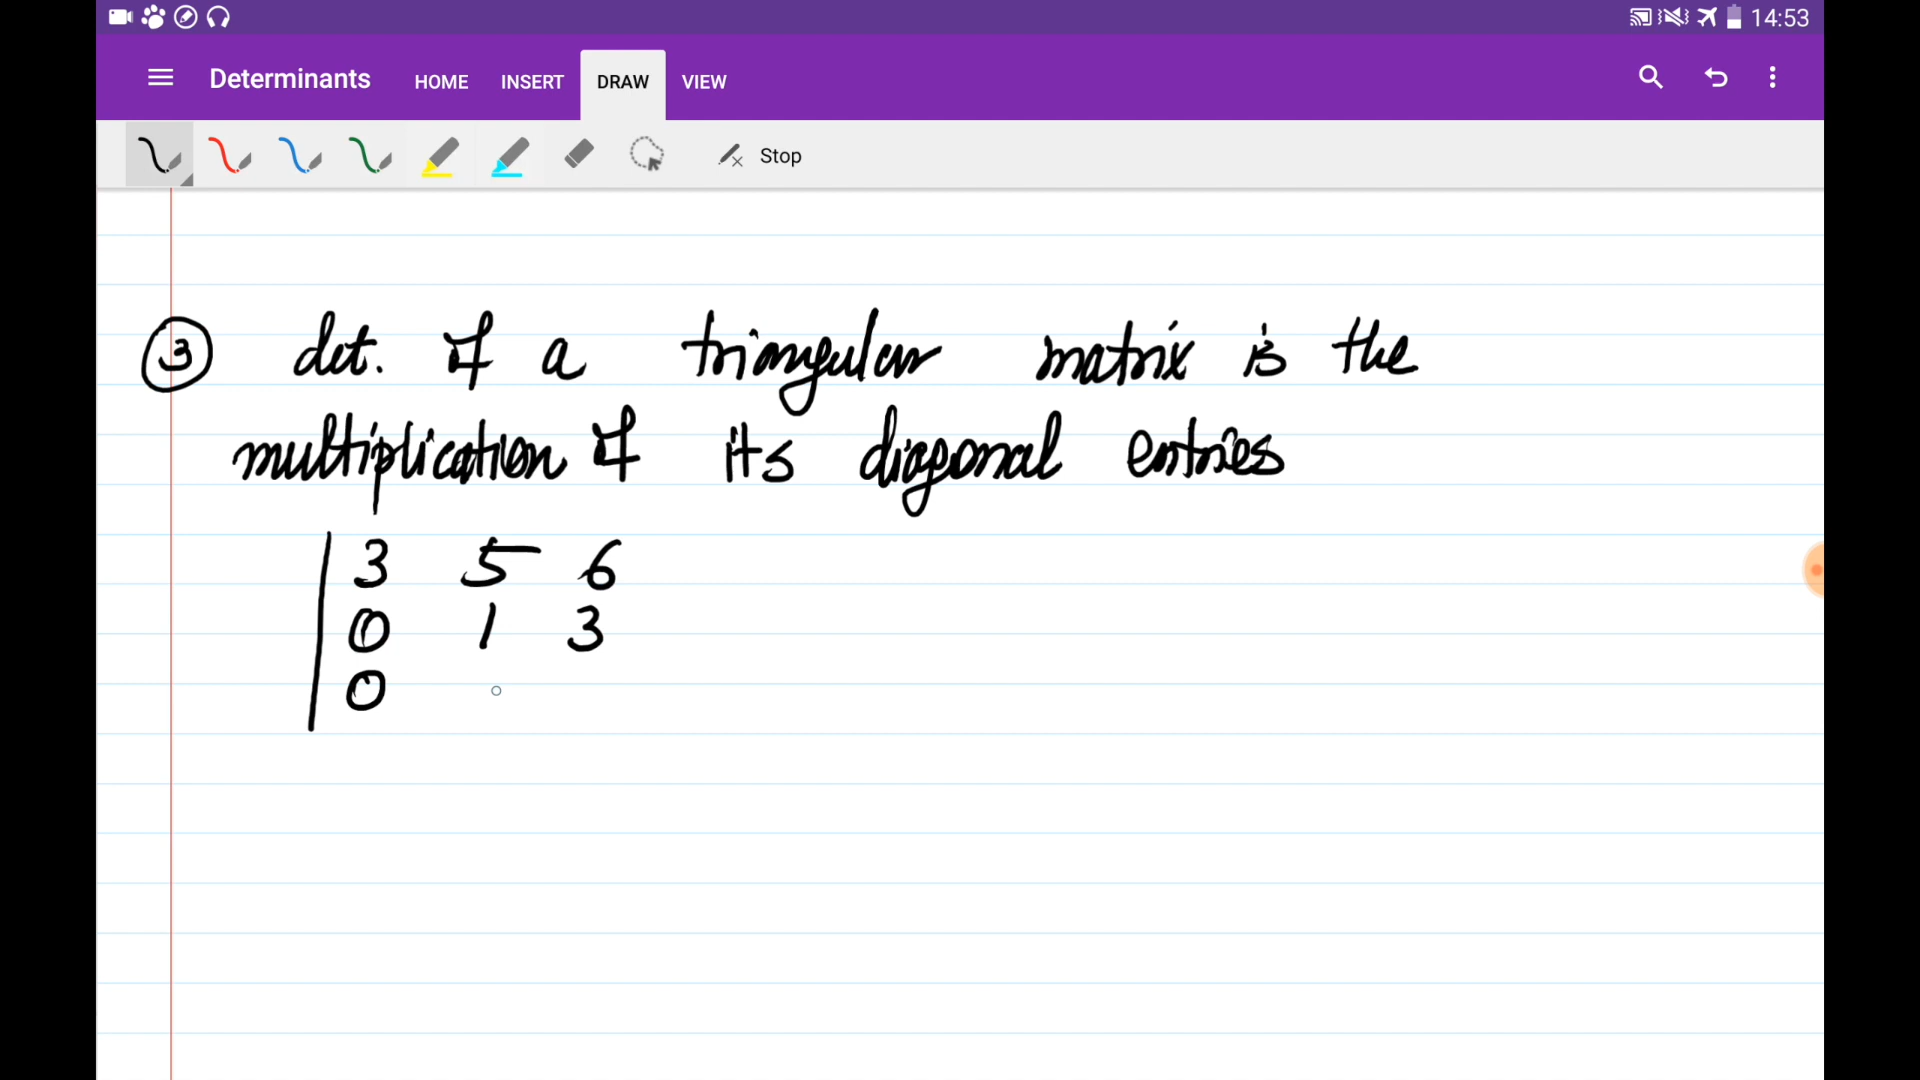 14:53
Determinants HOME INSERT DRAW VIEW
Stop
③ det. of a triangular matrix is the
multiplication of its diagonal entries
| 3 5 6
0 1 3
0